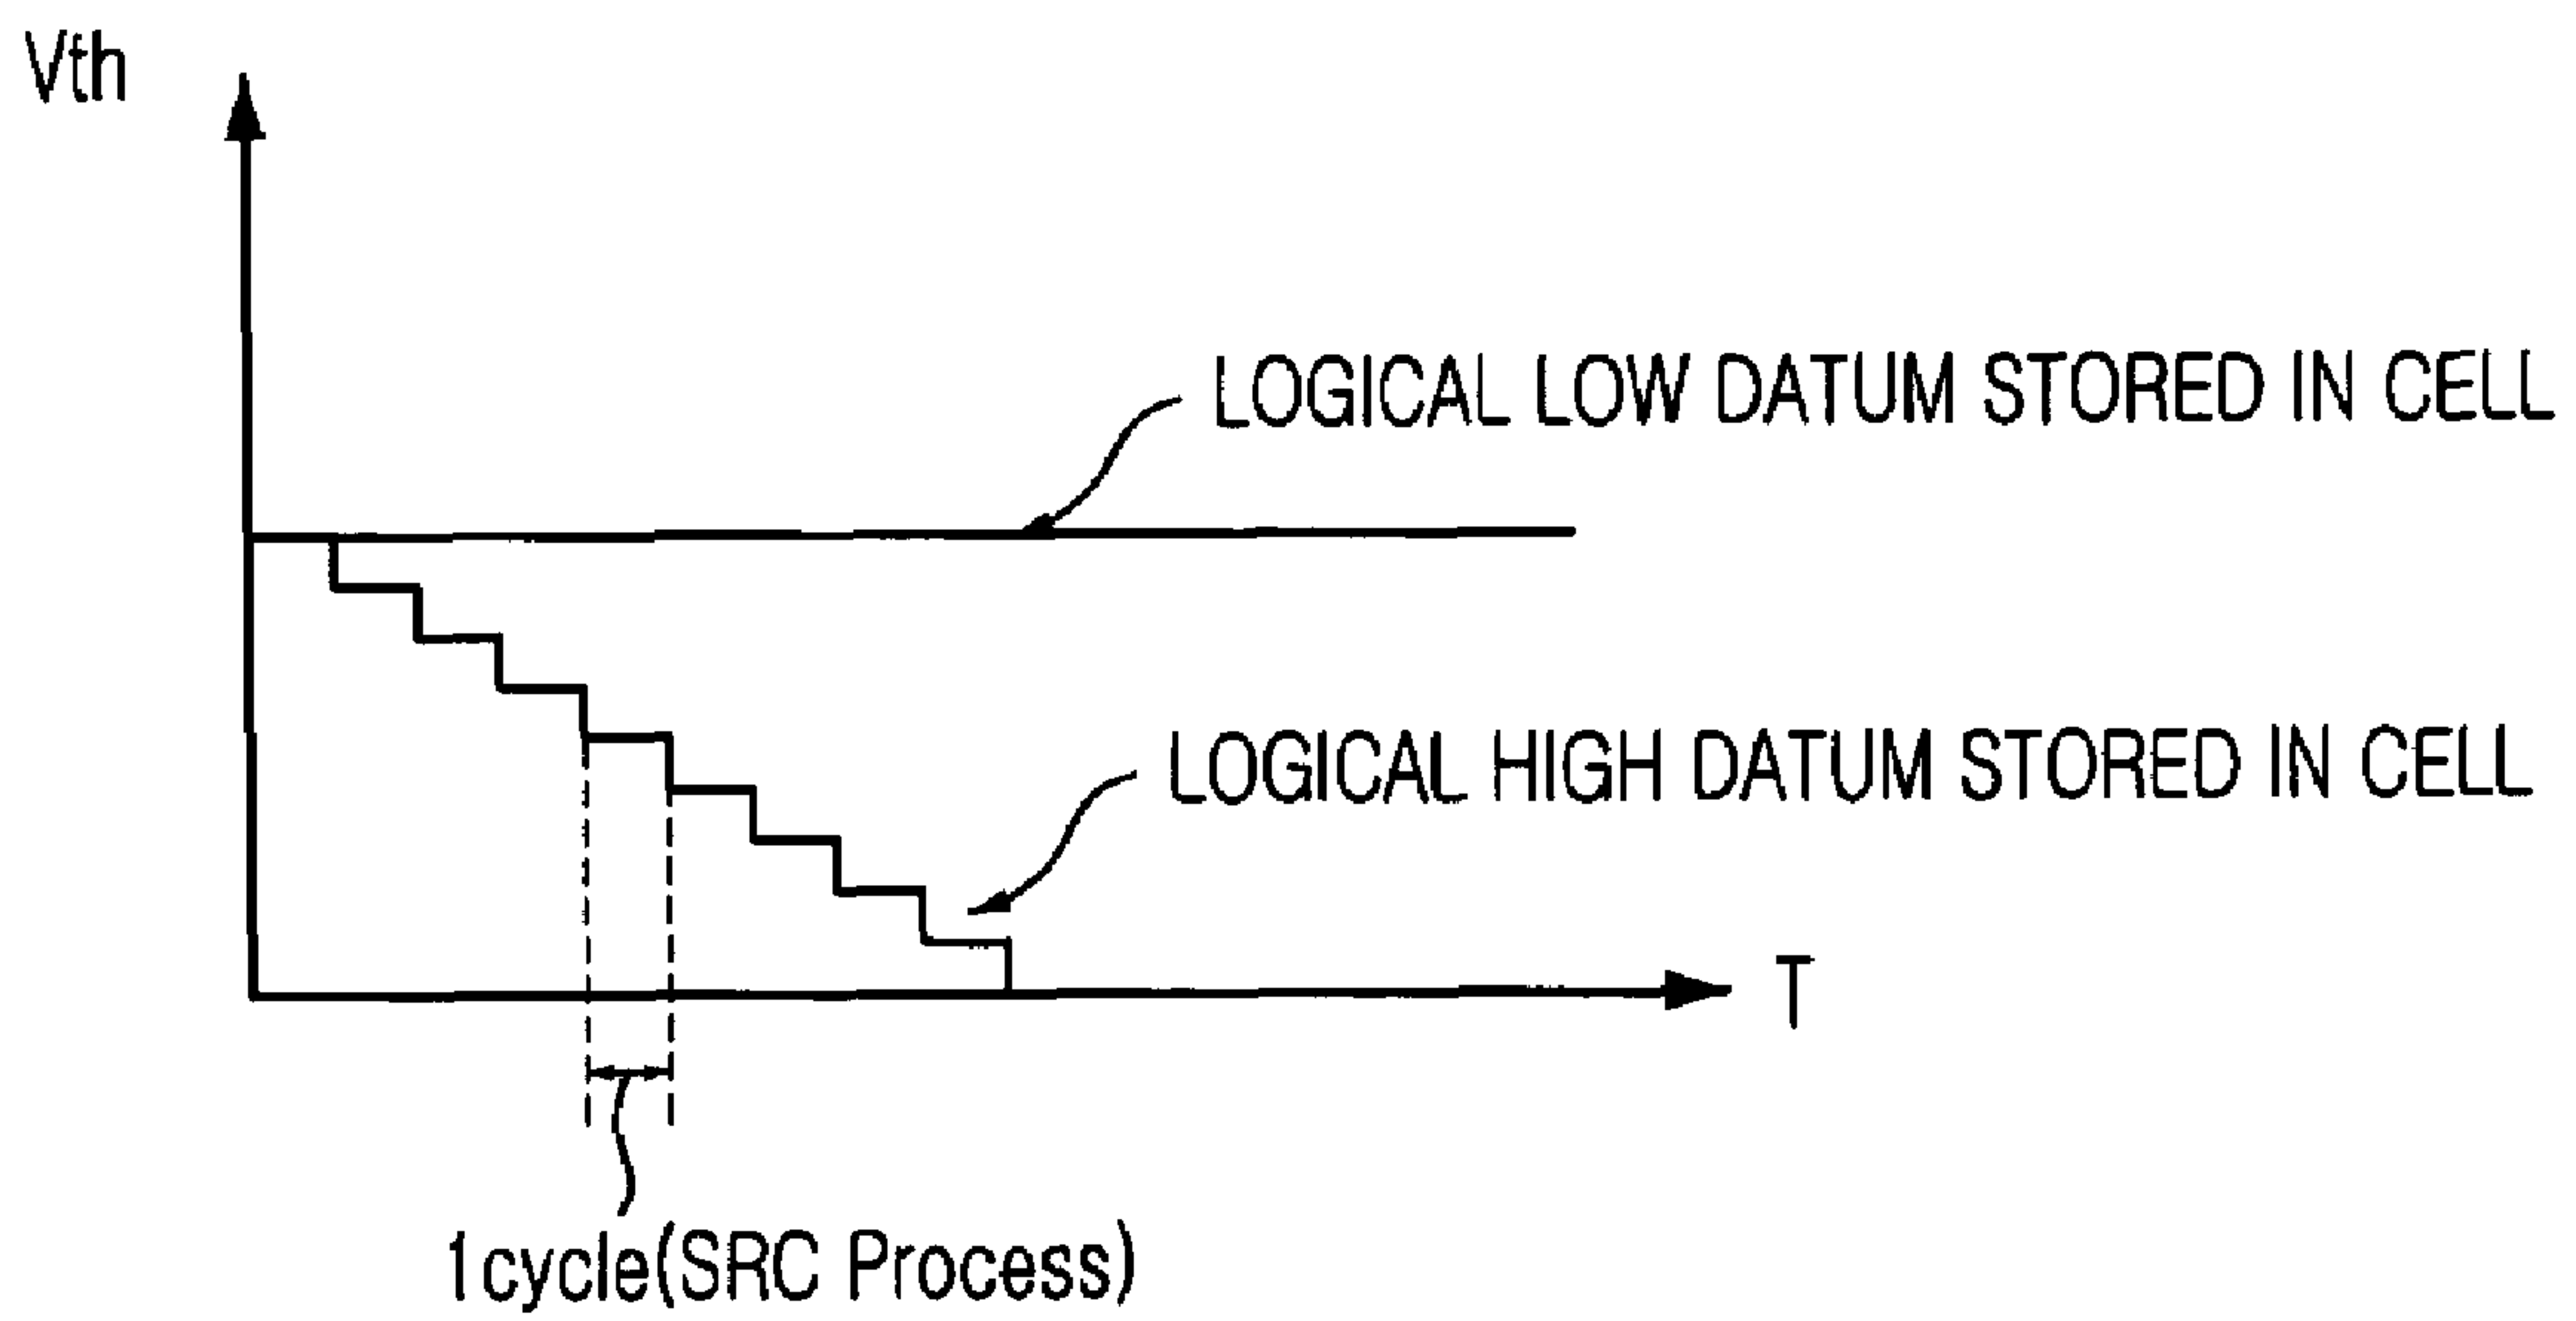 Vth
LOGICAL LOW DATUM STORED IN CELL
LOGICAL HIGH DATUM STORED IN CELL
T
1cycle(SRC Process)